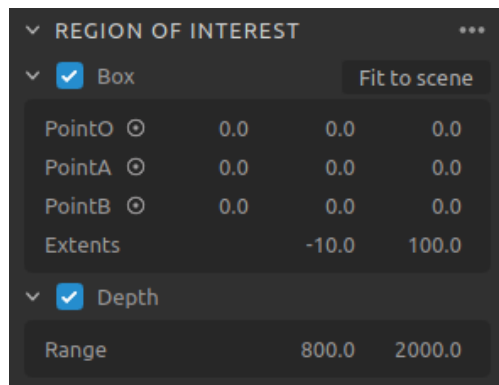 REGION OF INTEREST
Box Fit to scene
PointO 0.0 0.0 0.0
PointA 0.0 0.0 0.0
PointB 0.0 0.0 0.0
Extents -10.0 100.0
Depth
Range 800.0 2000.0